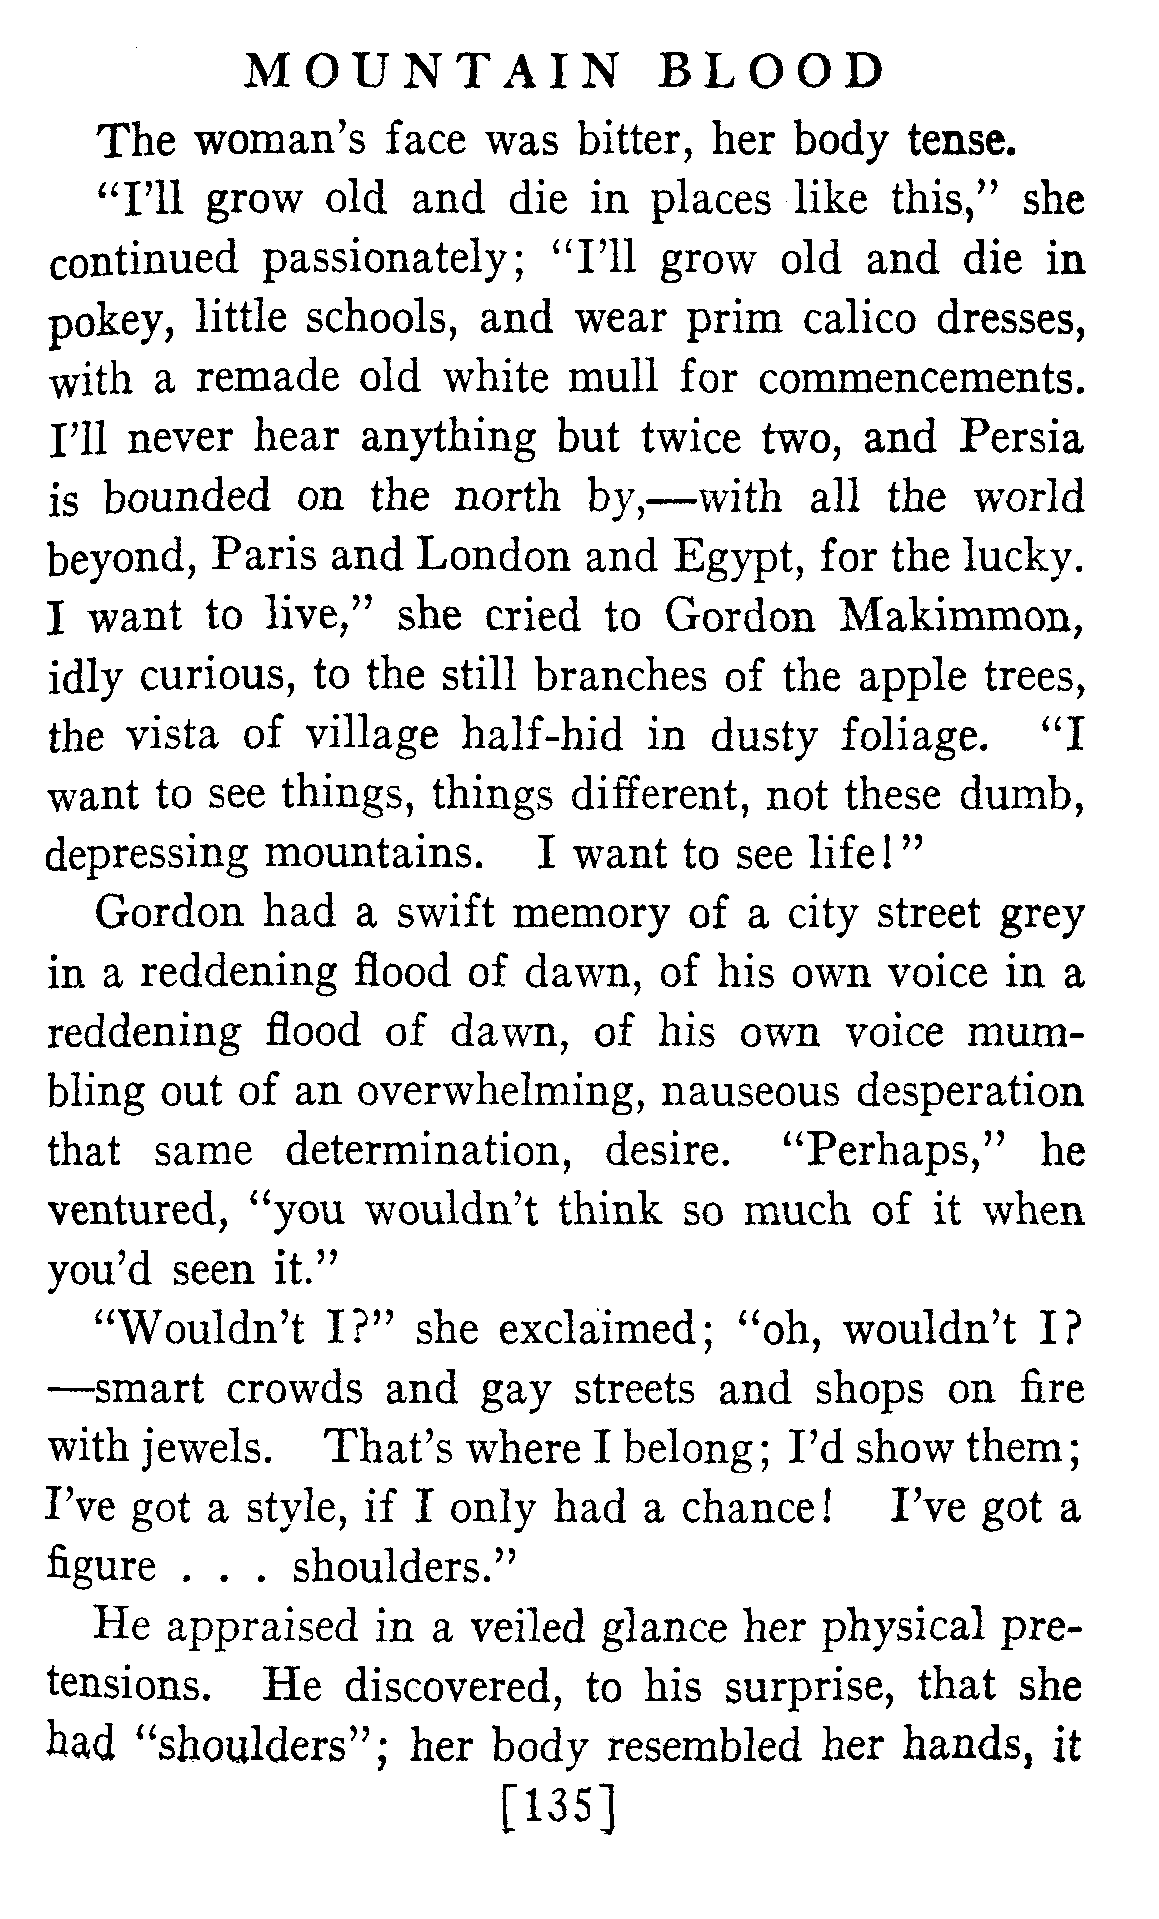 MOUNTAIN BLOOD
The woman's face was bitter, her body tense.
"I'll grow old and die in places like this," she
continued passionately; "I'll grow old and die in
pokey, little schools, and wear prim calico dresses,
with a remade old white mull for commencements.
I'll never hear anything but twice two, and Persia
is bounded on the north by,—with all the world
beyond, Paris and London and Egypt, for the lucky.
I want to live," she cried to Gordon Makimmon,
idly curious, to the still branches of the apple trees,
the vista of village half-hid in dusty foliage. "I
want to see things, things different, not these dumb,
depressing mountains. I want to see life!"
Gordon had a swift memory of a city street grey
in a reddening flood of dawn, of his own voice in a
reddening flood of dawn, of his own voice mum-
bling out of an overwhelming, nauseous desperation
that same determination, desire. "Perhaps," he
ventured, "you wouldn't think so much of it when
you'd seen it."
"Wouldn't I?" she exclaimed; "oh, wouldn't I?
—smart crowds and gay streets and shops on fire
with jewels. That's where I belong; I'd show them;
I've got a style, if I only had a chance! I've got a
figure . . . shoulders."
He appraised in a veiled glance her physical pre-
tensions. He discovered, to his surprise, that she
had "shoulders"; her body resembled her hands, it
[135]